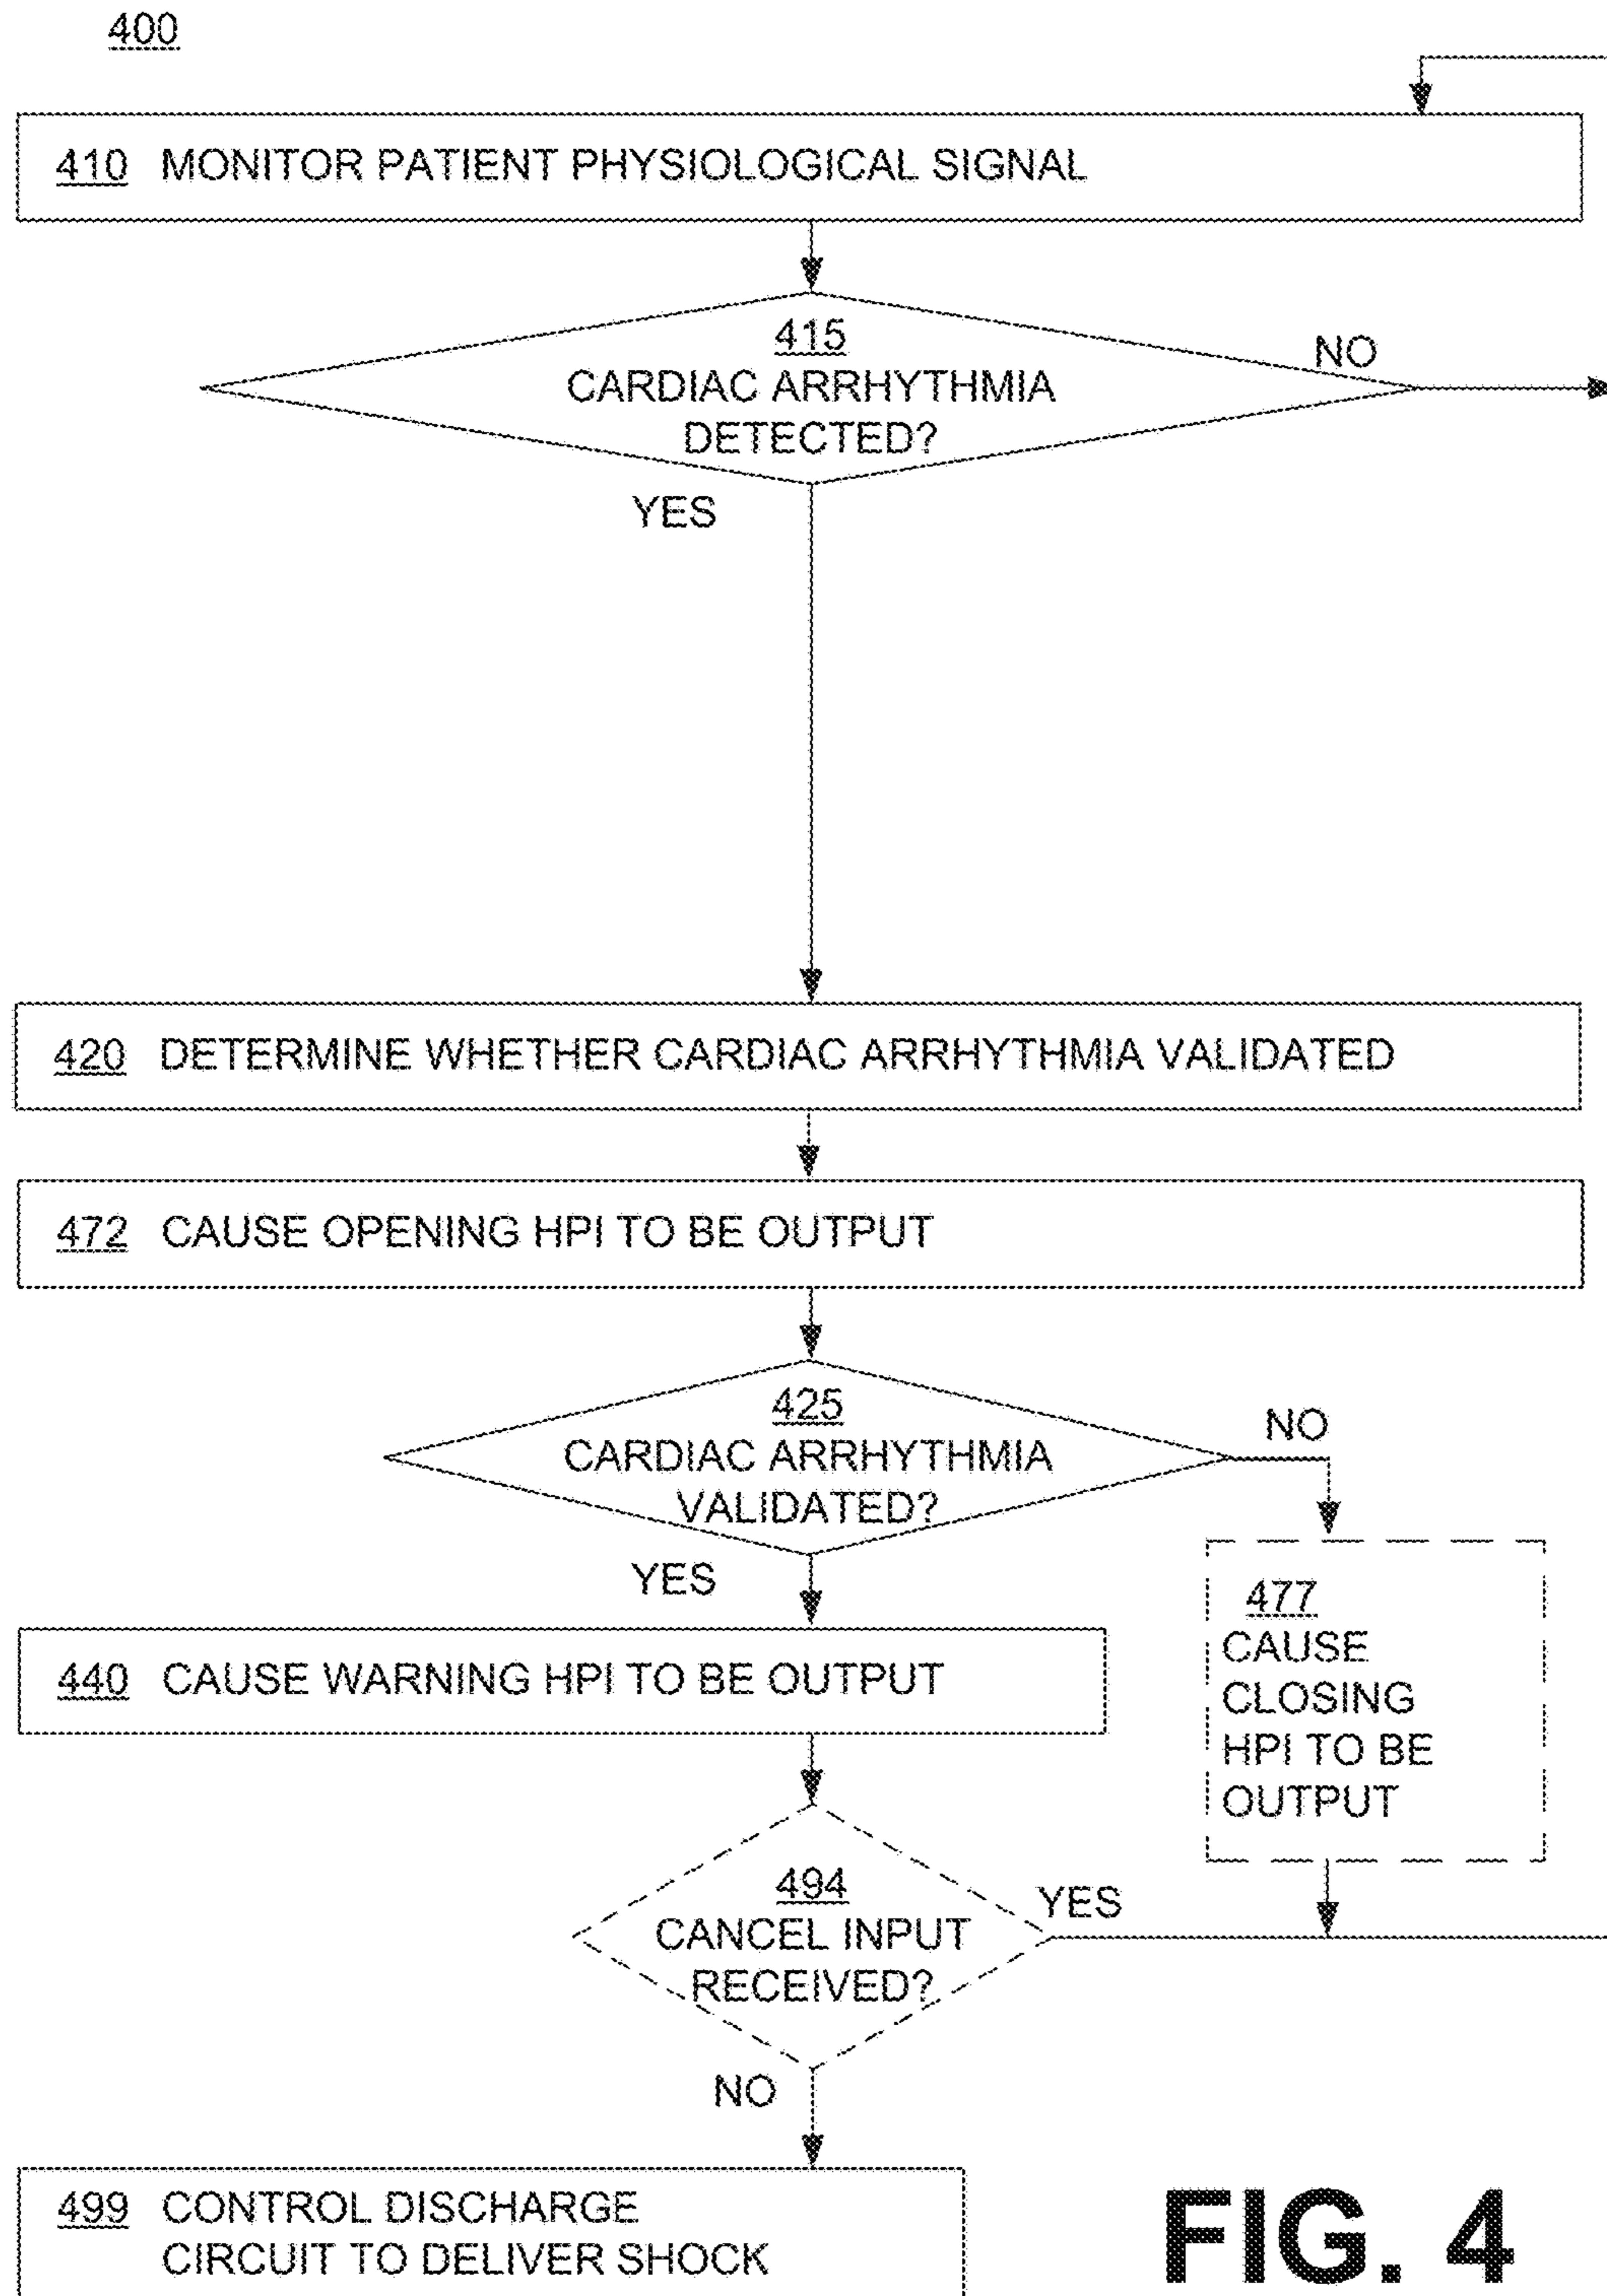 400
410 MONITOR PATIENT PHYSIOLOGICAL SIGNAL
415
CARDIAC ARRHYTHMIA
DETECTED?
NO
YES
420 DETERMINE WHETHER CARDIAC ARRHYTHMIA VALIDATED
472 CAUSE OPENING HPI TO BE OUTPUT
425
CARDIAC ARRHYTHMIA
VALIDATED?
NO
YES
477
CAUSE
CLOSING
HPI TO BE
OUTPUT
440 CAUSE WARNING HPI TO BE OUTPUT
494
CANCEL INPUT
RECEIVED?
YES
NO
499 CONTROL DISCHARGE
CIRCUIT TO DELIVER SHOCK
FIG. 4